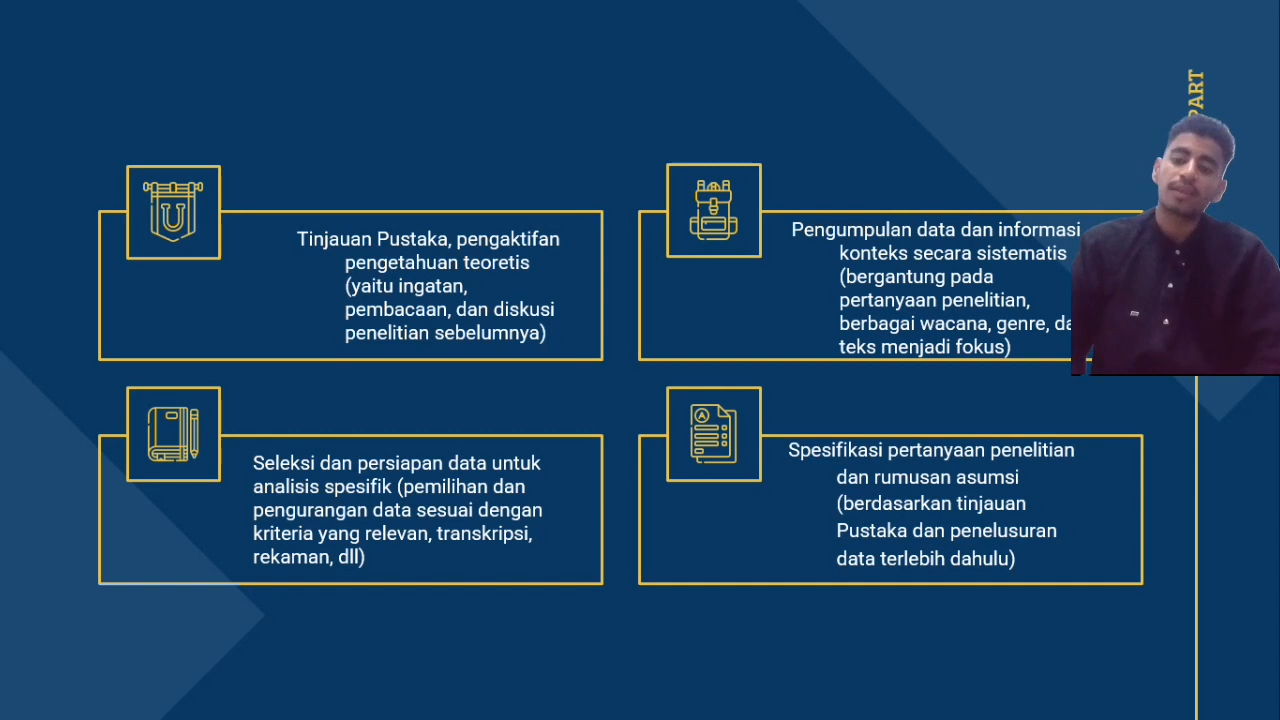 PART
U
Tinjauan Pustaka, pengaktifan
pengetahuan teoretis
(yaitu ingatan,
pembacaan, dan diskusi
penelitian sebelumnya)
Pengumpulan data dan informasi
konteks secara sistematis
(bergantung pada
pertanyaan penelitian,
berbagai wacana, genre,
teks menjadi fokus)
Seleksi dan persiapan data untuk
analisis spesifik (pemilihan dan
pengurangan data sesuai dengan
kriteria yang relevan, transkripsi,
rekaman, dll)
A
Spesifikasi pertanyaan penelitian
dan rumusan asumsi
(berdasarkan tinjauan
Pustaka dan penelusuran
data terlebih dahulu)